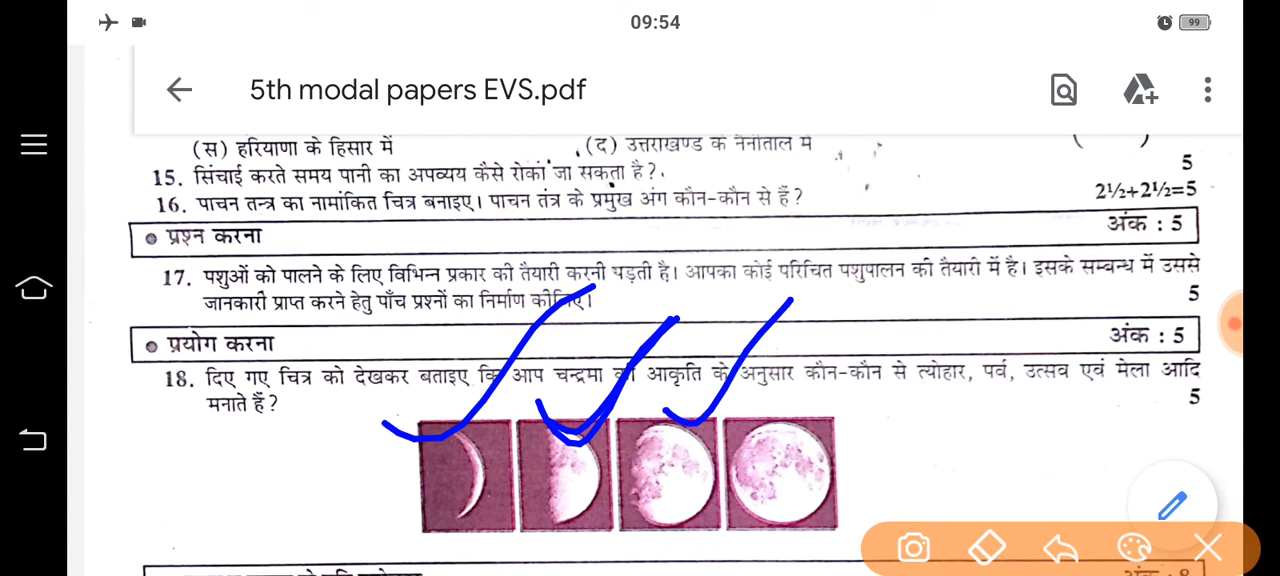 09:54
99
5th modal papers EVS.pdf
(स) हरियाणा के हिसार में (द) उत्तराखण्ड के नैनीताल में ( )
15. सिंचाई करते समय पानी का अपव्यय कैसे रोका जा सकता है? 5
16. पाचन तन्त्र का नामांकित चित्र बनाइए। पाचन तंत्र के प्रमुख अंग कौन-कौन से हैं? 2½+2½=5
• प्रश्न करना अंक : 5
17. पशुओं को पालने के लिए विभिन्न प्रकार की तैयारी करनी पड़ती है। आपका कोई परिचित पशुपालन की तैयारी में है। इसके सम्बन्ध में उससे
जानकारी प्राप्त करने हेतु पाँच प्रश्नों का निर्माण कीजिए। 5
• प्रयोग करना अंक : 5
18. दिए गए चित्र को देखकर बताइए कि आप चन्द्रमा की आकृति के अनुसार कौन-कौन से त्योहार, पर्व, उत्सव एवं मेला आदि
मनाते हैं? 5
अंक : 8